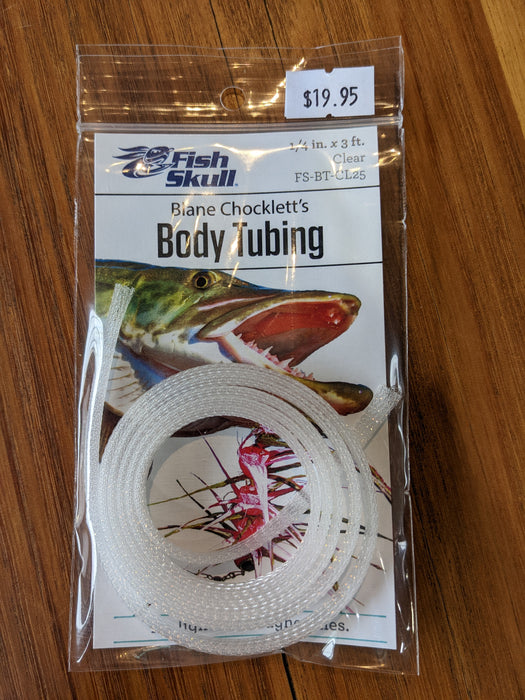 $19.95
1/4 in. x 3 ft.
Clear
FS-BT-CL25
Fish
Skull
Blane Chocklett's
Body Tubing